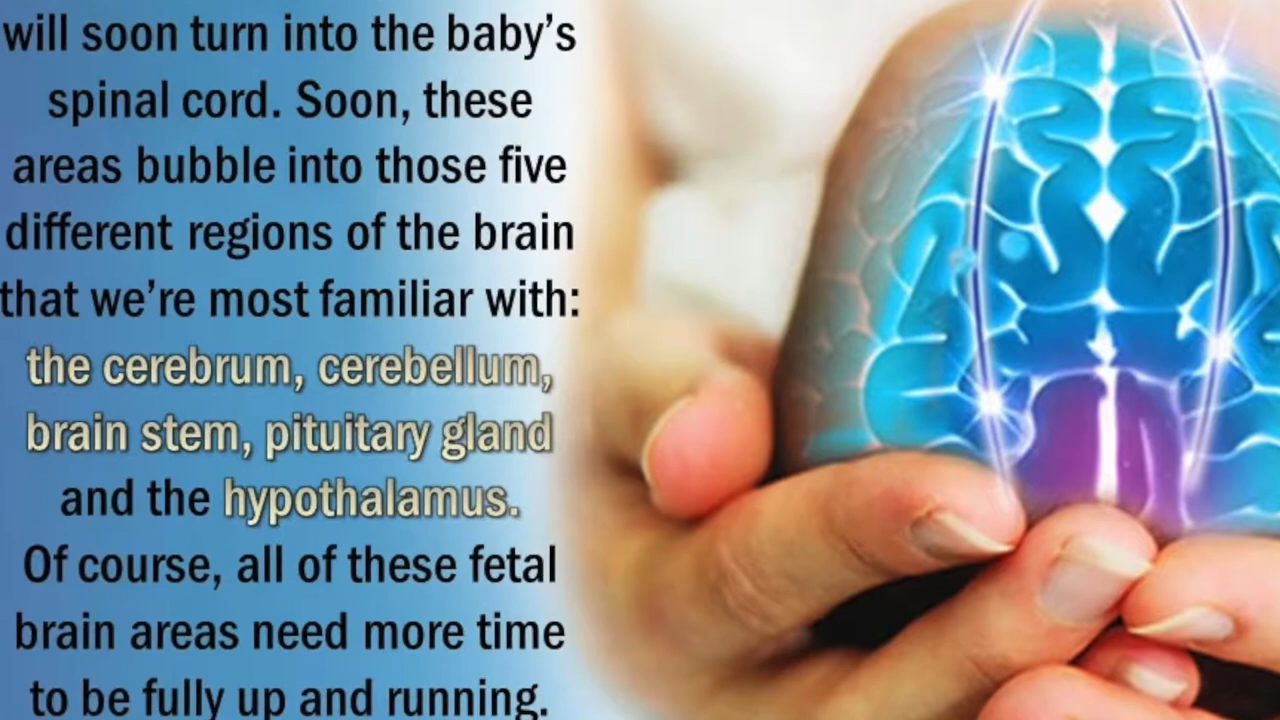 will soon turn into the baby’s
spinal cord. Soon, these
areas bubble into those five
different regions of the brain
that we’re most familiar with:
the cerebrum, cerebellum,
brain stem, pituitary gland
and the hypothalamus.
Of course, all of these fetal
brain areas need more time
to be fully up and running.